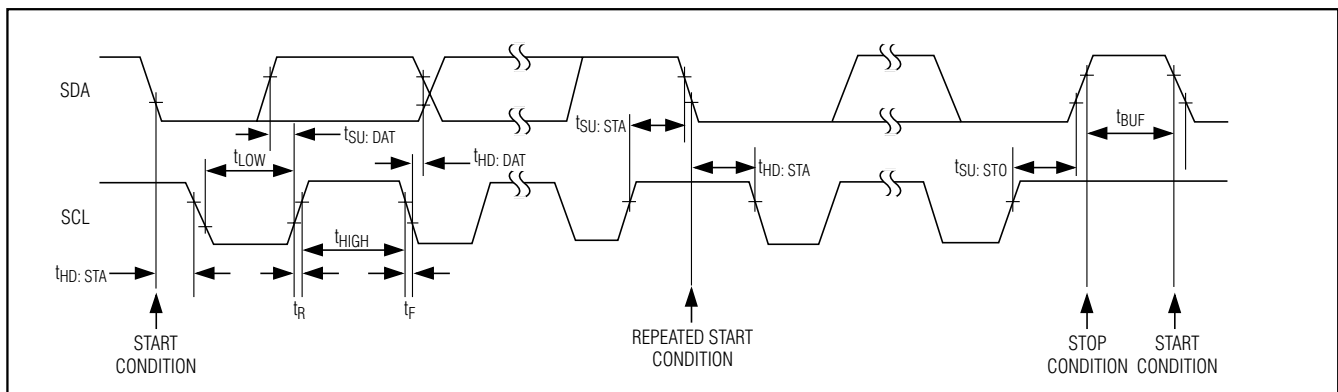 SDA
tSU: DAT
tSU: STA
tBUF
tLOW
tHD: DAT
tHD: STA
tSU: STO
SCL
tHIGH
tHD: STA
tR
tF
START
CONDITION
REPEATED START
CONDITION
STOP
CONDITION
START
CONDITION